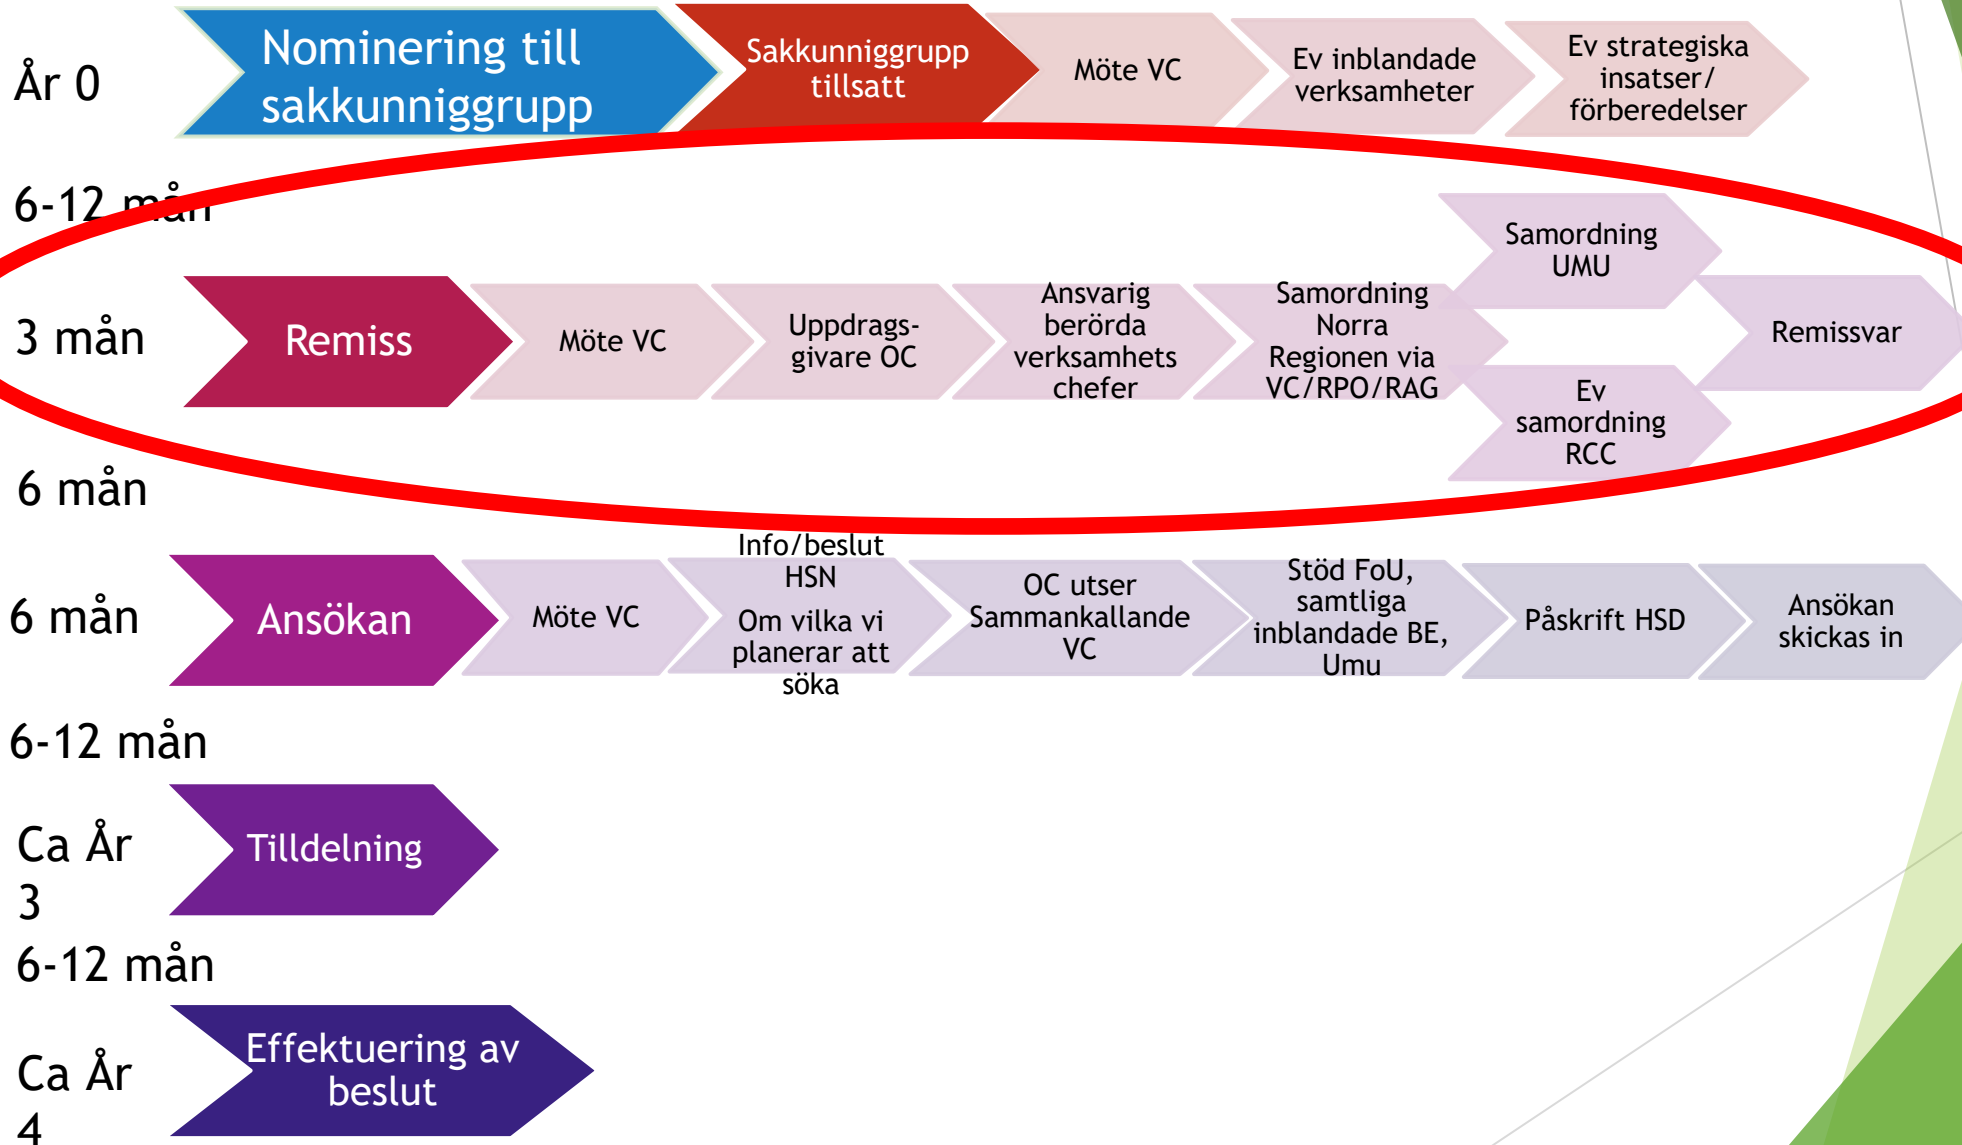 År 0
Nominering till
sakkunniggrupp
Sakkunniggrupp
tillsatt
Möte VC
Ev inblandade
verksamheter
Ev strategiska
insatser/
förberedelser
6-12 mån
3 mån
Remiss
Möte VC
Uppdrags-
givare OC
Ansvarig
berörda
verksamhets
chefer
Samordning
Norra
Regionen via
VC/RPO/RAG
Samordning
UMU
Ev
samordning
RCC
Remissvar
6 mån
6 mån
Ansökan
Möte VC
Info/beslut
HSN
Om vilka vi
planerar att
söka
OC utser
Sammankallande
VC
Stöd FoU,
samtliga
inblandade BE,
Umu
Påskrift HSD
Ansökan
skickas in
6-12 mån
Ca År
3
Tilldelning
6-12 mån
Ca År
4
Effektuering av
beslut